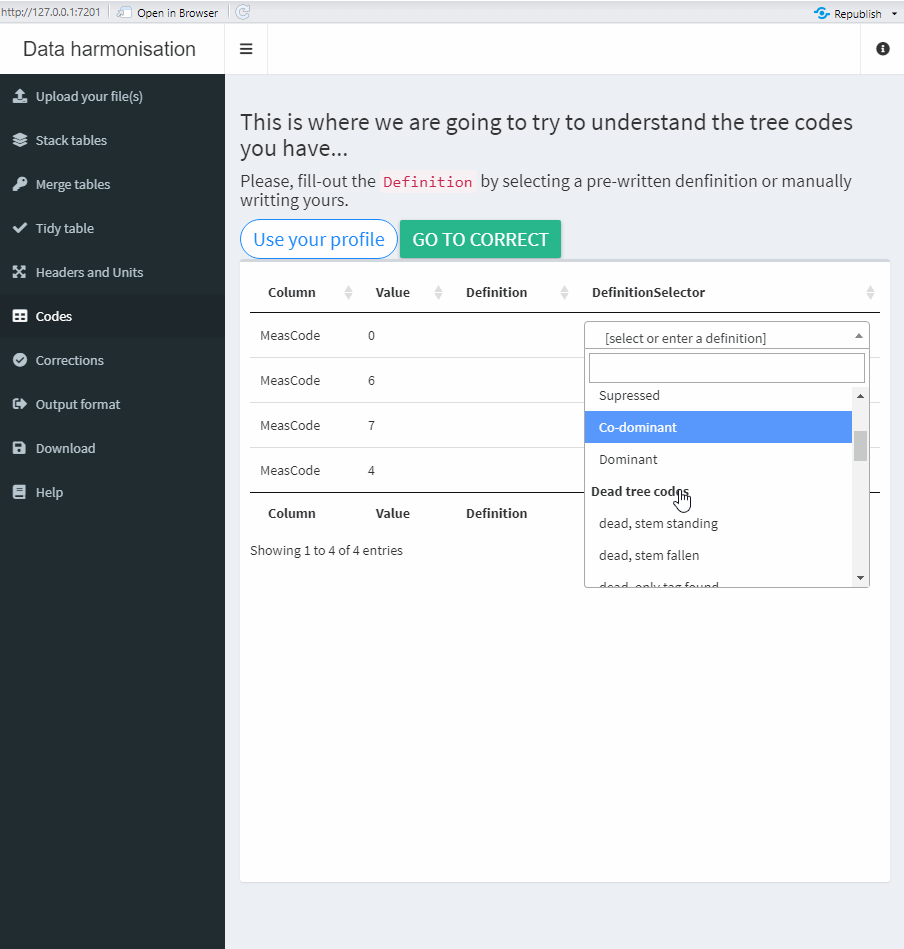 http://127.0.0.1:7201 Open in Browser Republish
Data harmonisation
Upload your file(s)
Stack tables
Merge tables
Tidy table
Headers and Units
Codes
Corrections
Output format
Download
Help
This is where we are going to try to understand the tree codes
you have...
Please, fill-out the Definition by selecting a pre-written denfinition or manually
writting yours.
Use your profile GO TO CORRECT
Column Value Definition DefinitionSelector
MeasCode 0 [select or enter a definition]
MeasCode 6
MeasCode 7
MeasCode 4
Supressed
Co-dominant
Dominant
Dead tree codes
dead, stem standing
dead, stem fallen
dead, only tag found
Column Value Definition
Showing 1 to 4 of 4 entries